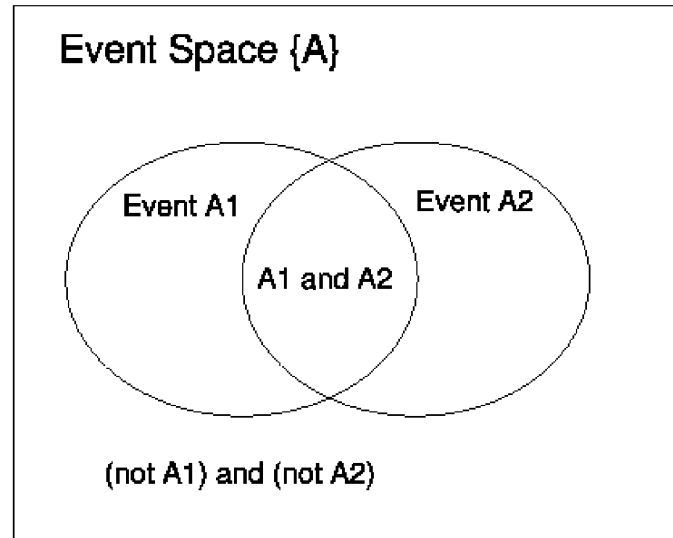 Event Space {A}
Event A1
Event A2
A1 and A2
(not A1) and (not A2)